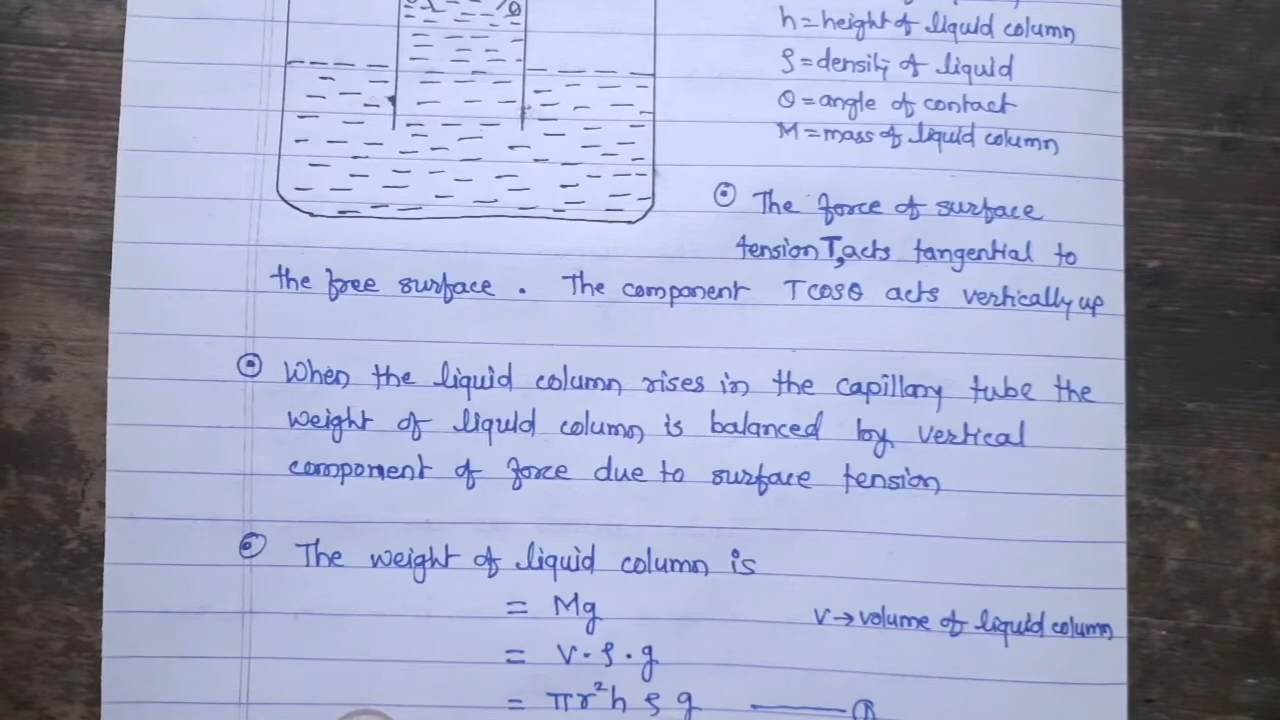 θ
h=height of liquid column
ρ=density of liquid
θ=angle of contact
M=mass of liquid column
The force of surface
tension T, acts tangential to
the free surface. The component Tcosθ acts vertically up
When the liquid column rises in the capillary tube the
weight of liquid column is balanced by vertical
component of force due to surface tension
The weight of liquid column is
= Mg
V→volume of liquid column
= V·ρ·g
= πr²hρg —— ①